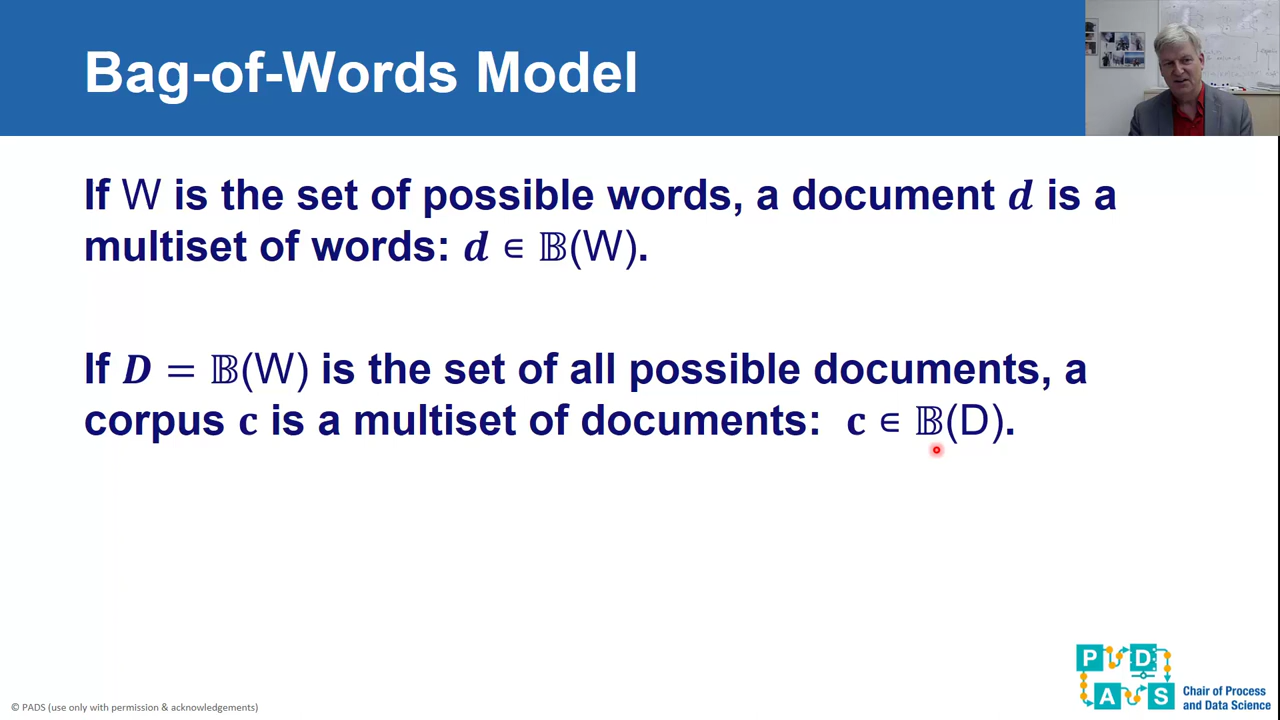 Bag-of-Words Model
If W is the set of possible words, a document d is a
multiset of words: d ∈ 𝔹(W).
If D = 𝔹(W) is the set of all possible documents, a
corpus c is a multiset of documents: c ∈ 𝔹(D).
© PADS (use only with permission & acknowledgements)
P D
A S
Chair of Process
and Data Science